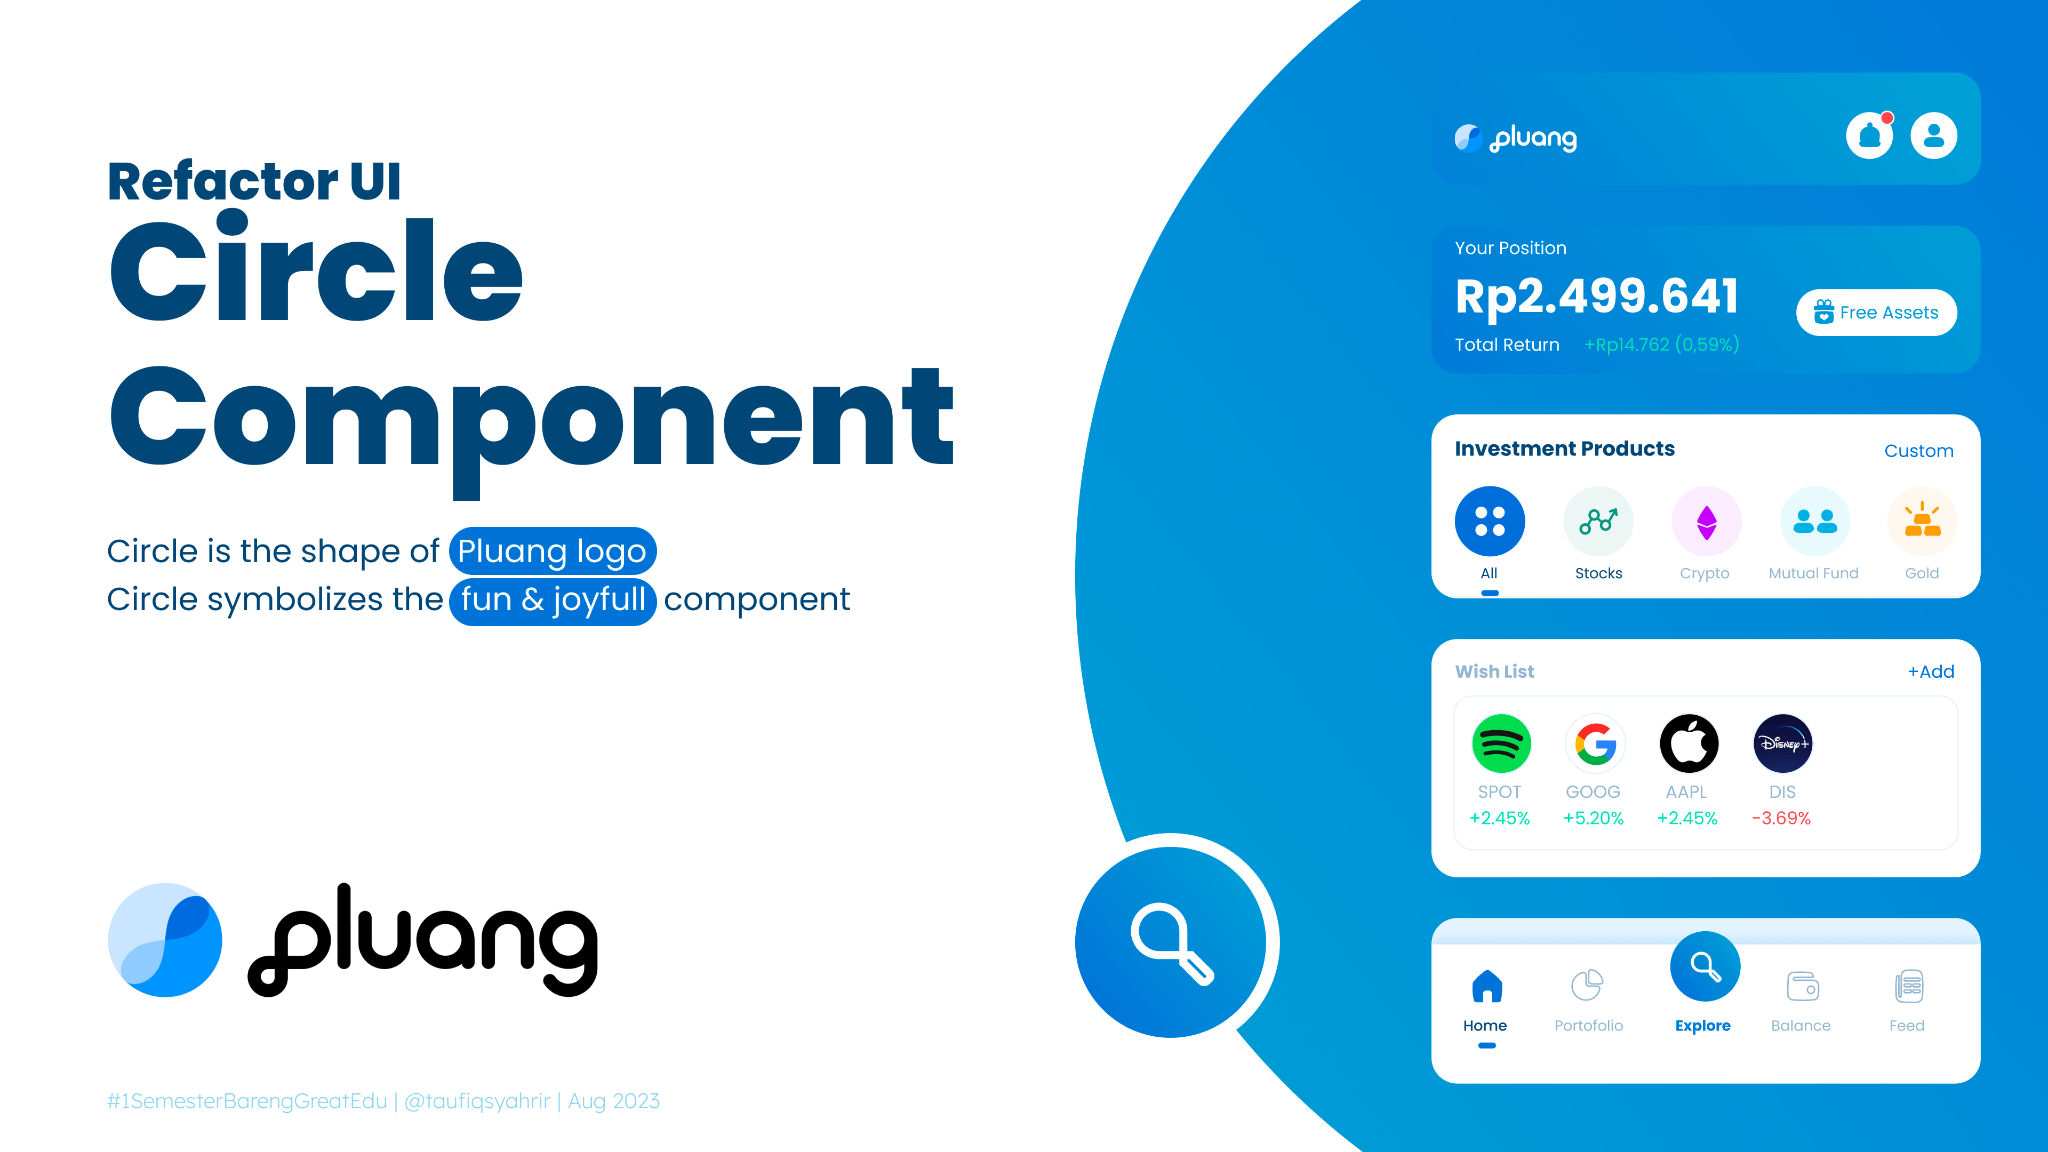 Refactor UI
Circle
Component
Circle is the shape of Pluang logo
Circle symbolizes the fun & joyfull component
pluang
#1SemesterBarengGreatEdu | @taufiqsyahrir | Aug 2023
pluang
Your Position
Rp2.499.641
Free Assets
Total Return +Rp14.762 (0,59%)
Investment Products Custom
All Stocks Crypto Mutual Fund Gold
Wish List +Add
Disney+
SPOT GOOG AAPL DIS
+2.45% +5.20% +2.45% -3.69%
Home Portofolio Explore Balance Feed